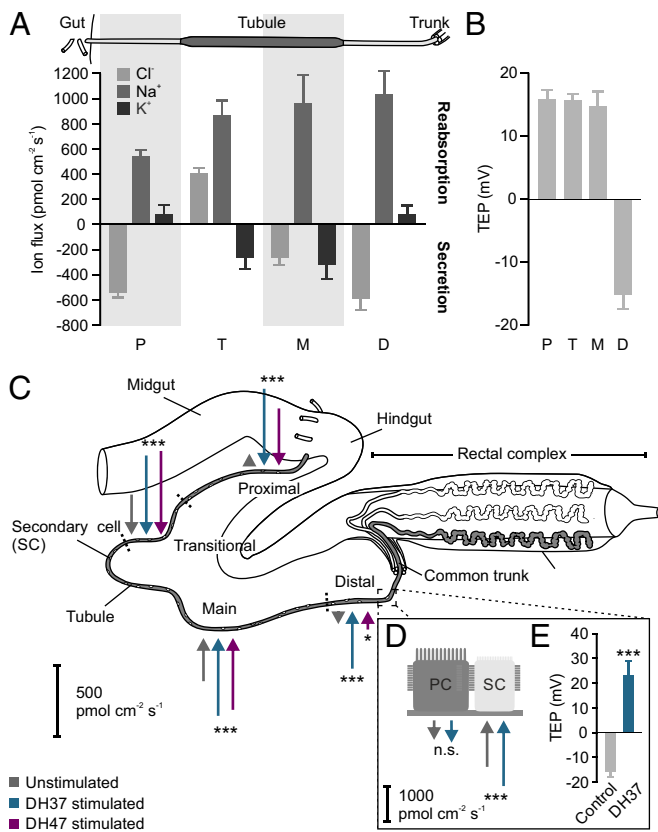 A
Gut
Tubule
Trunk
Cl⁻
Na⁺
K⁺
Ion flux (pmol cm⁻² s⁻¹)
1200
1000
800
600
400
200
0
-200
-400
-600
-800
Reabsorption
Secretion
P T M D
B
TEP (mV)
20
10
0
-10
-20
P T M D
C
Midgut
***
Hindgut
***
Rectal complex
Proximal
Secondary cell
(SC)
Transitional
Common trunk
Distal
Tubule
Main
*
***
***
500
pmol cm⁻² s⁻¹
Unstimulated
DH37 stimulated
DH47 stimulated
D
PC SC
n.s.
***
1000
pmol cm⁻² s⁻¹
E
TEP (mV)
40
30
20
10
0
-10
-20
***
Control
DH37